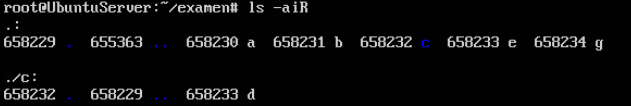 root@UbuntuServer:~/examen# ls -aiR
.:
658229 .  655363 ..  658230 a  658231 b  658232 c  658233 e  658234 g
./c:
658232 .  658229 ..  658233 d